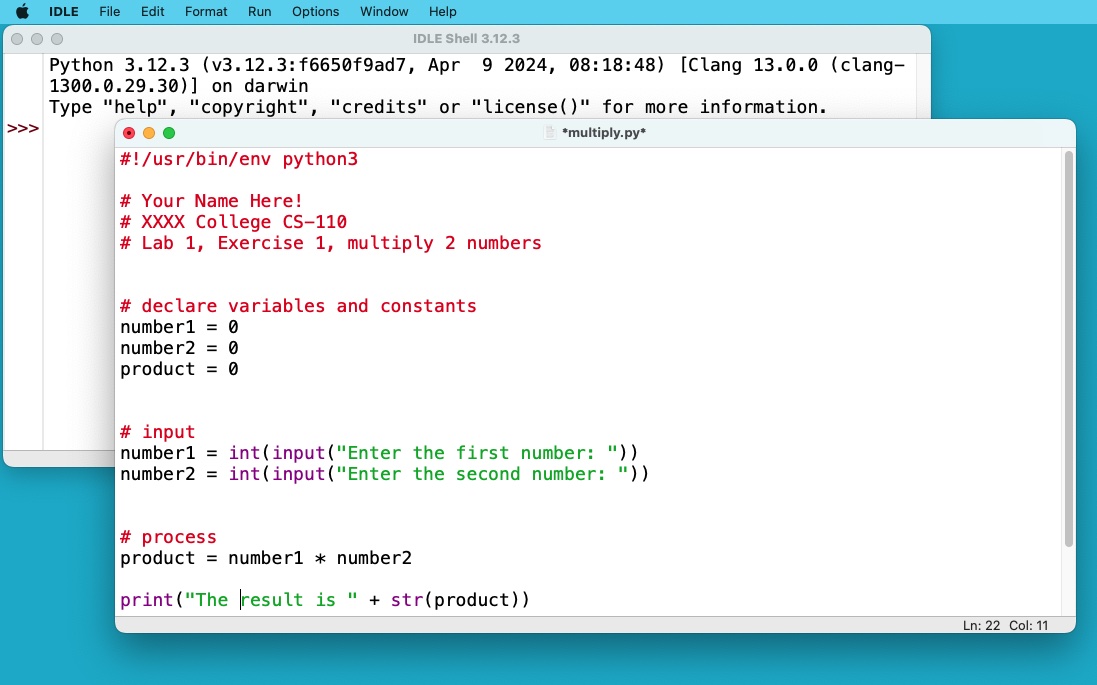 IDLE File Edit Format Run Options Window Help
IDLE Shell 3.12.3
Python 3.12.3 (v3.12.3:f6650f9ad7, Apr  9 2024, 08:18:48) [Clang 13.0.0 (clang-
1300.0.29.30)] on darwin
Type "help", "copyright", "credits" or "license()" for more information.
>>>
*multiply.py*
#!/usr/bin/env python3
# Your Name Here!
# XXXX College CS-110
# Lab 1, Exercise 1, multiply 2 numbers
# declare variables and constants
number1 = 0
number2 = 0
product = 0
# input
number1 = int(input("Enter the first number: "))
number2 = int(input("Enter the second number: "))
# process
product = number1 * number2
print("The result is " + str(product))
Ln: 22 Col: 11